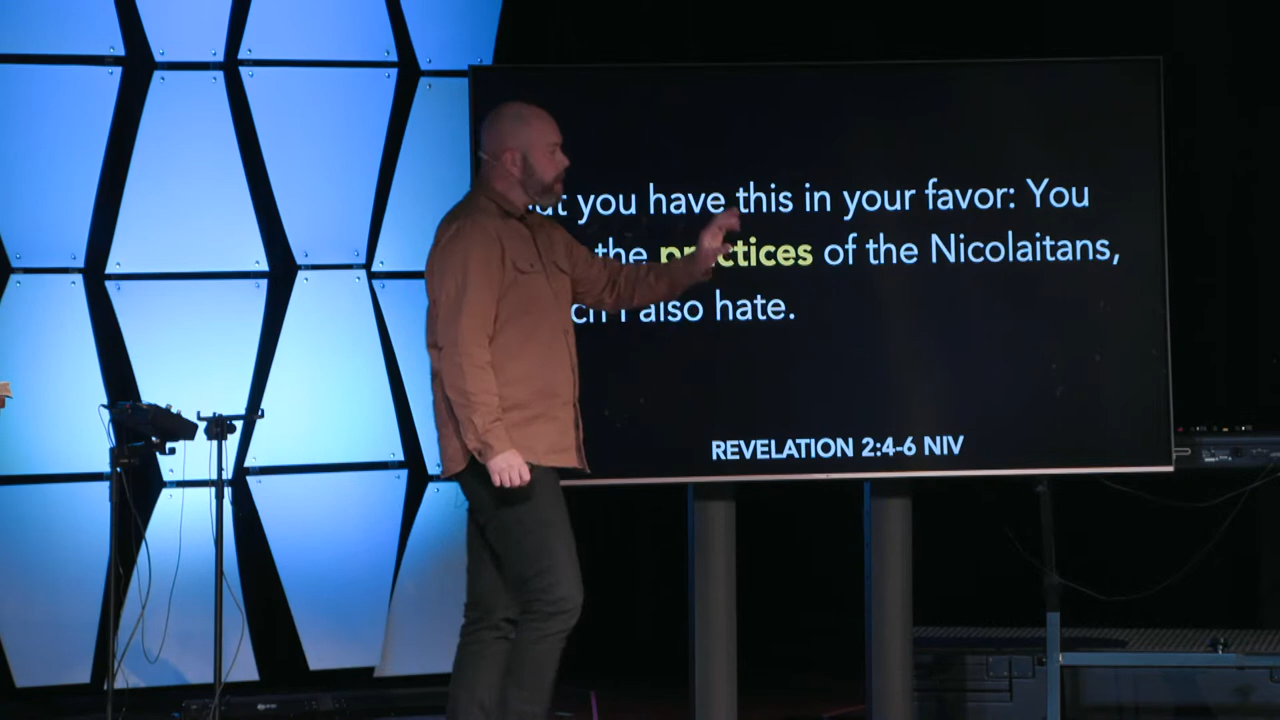 you have this in your favor: You
the practices of the Nicolaitans,
I also hate.
REVELATION 2:4-6 NIV